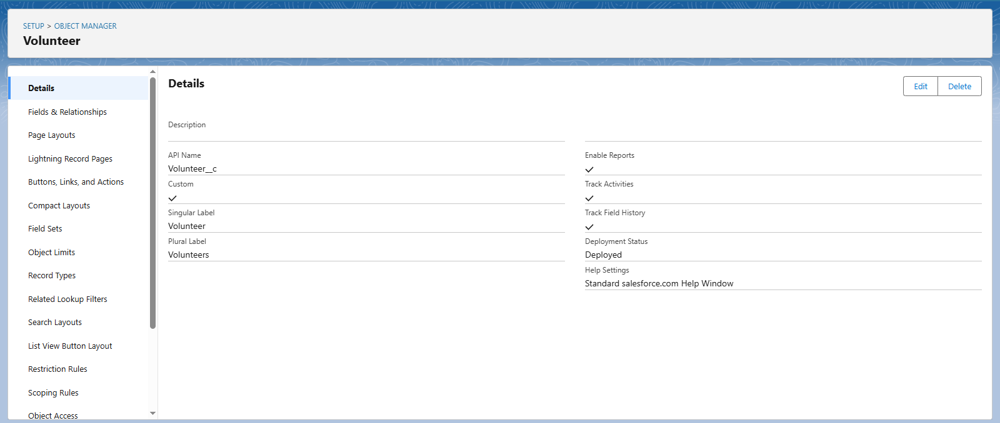 SETUP > OBJECT MANAGER
Volunteer
Details
Fields & Relationships
Page Layouts
Lightning Record Pages
Buttons, Links, and Actions
Compact Layouts
Field Sets
Object Limits
Record Types
Related Lookup Filters
Search Layouts
List View Button Layout
Restriction Rules
Scoping Rules
Object Access
Details
Edit
Delete
Description
API Name
Volunteer__c
Custom
Singular Label
Volunteer
Plural Label
Volunteers
Enable Reports
Track Activities
Track Field History
Deployment Status
Deployed
Help Settings
Standard salesforce.com Help Window